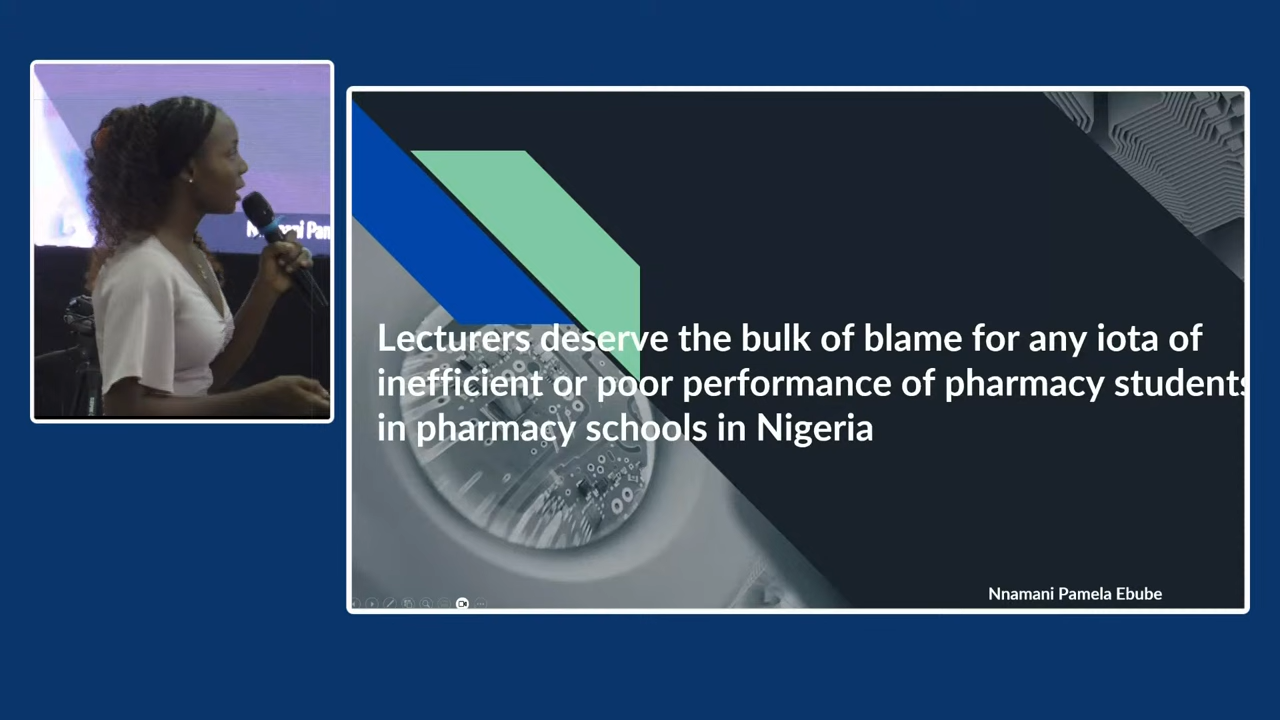 Lecturers deserve the bulk of blame for any iota of
inefficient or poor performance of pharmacy students
in pharmacy schools in Nigeria
Nnamani Pamela Ebube